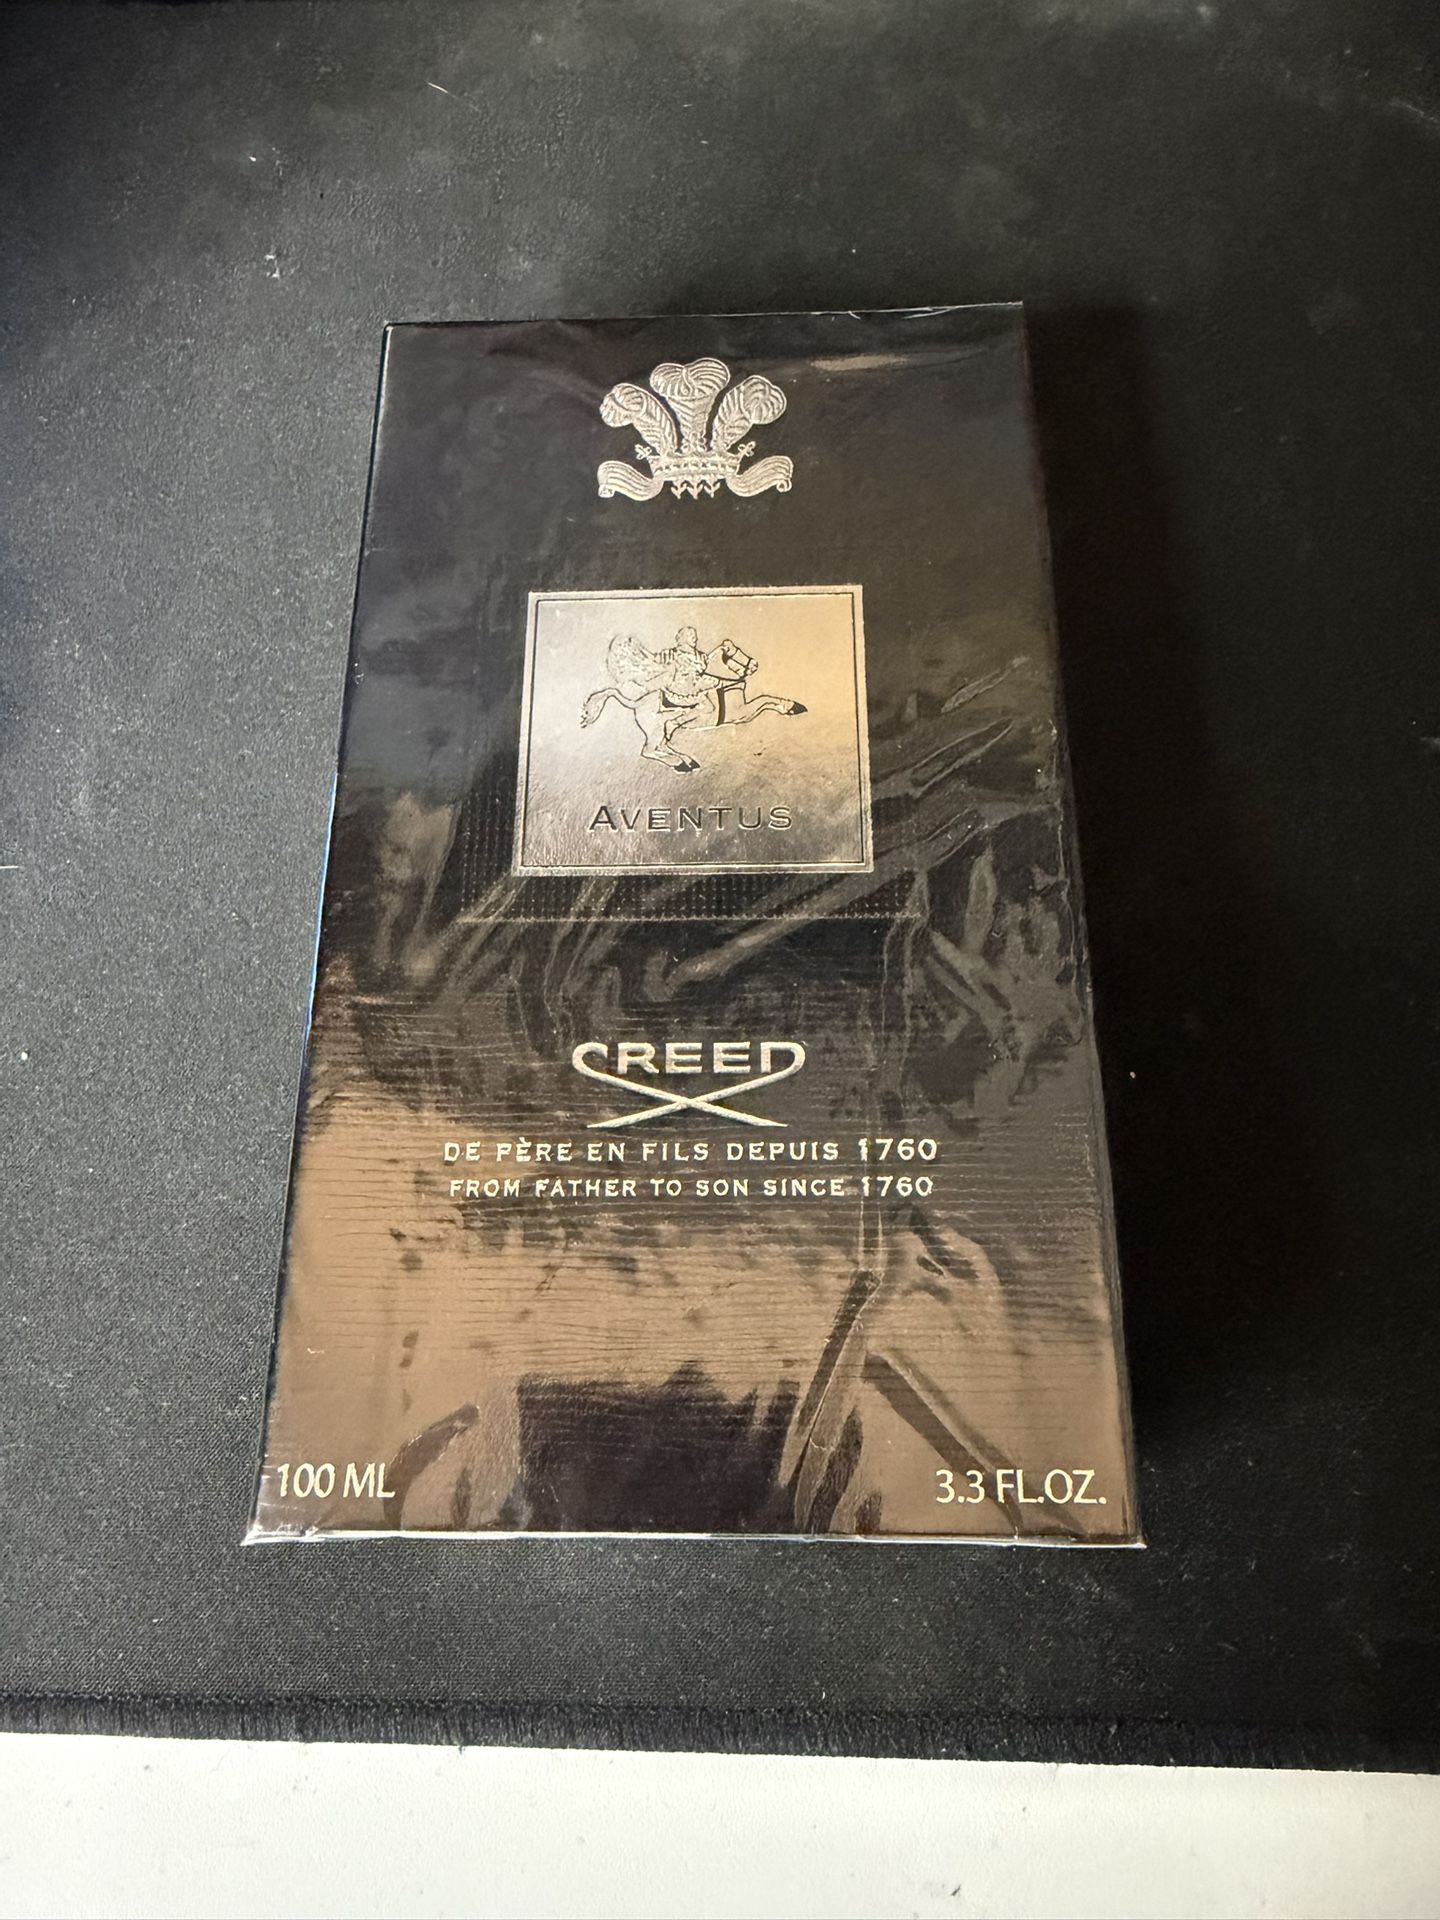 AVENTUS
CREED
DE PÈRE EN FILS DEPUIS 1760
FROM FATHER TO SON SINCE 1760
100 ML 3.3 FL.OZ.